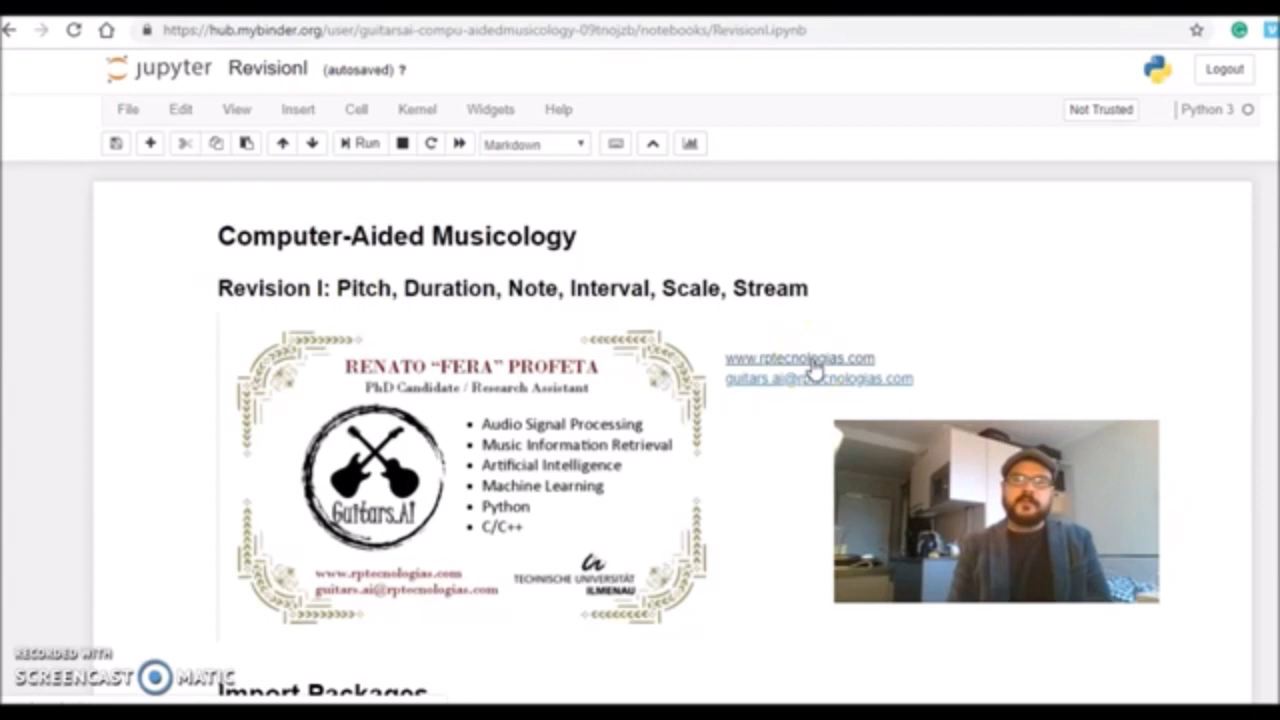 https://hub.mybinder.org/user/guitarsai-compu-aidedmusicology-09tnojzb/notebooks/RevisionI.ipynb
jupyter RevisionI (autosaved) ?
Logout
File Edit View Insert Cell Kernel Widgets Help
Not Trusted
Python 3
Run
Markdown
Computer-Aided Musicology
Revision I: Pitch, Duration, Note, Interval, Scale, Stream
RENATO “FERA” PROFETA
PhD Candidate / Research Assistant
• Audio Signal Processing
• Music Information Retrieval
• Artificial Intelligence
• Machine Learning
• Python
• C/C++
Guitars.AI
www.rptecnologias.com
guitars.ai@rptecnologias.com
TECHNISCHE UNIVERSITÄT
ILMENAU
www.rptecnologias.com
guitars.ai@rptecnologias.com
RECORDED WITH
SCREENCAST MATIC
Import Packages